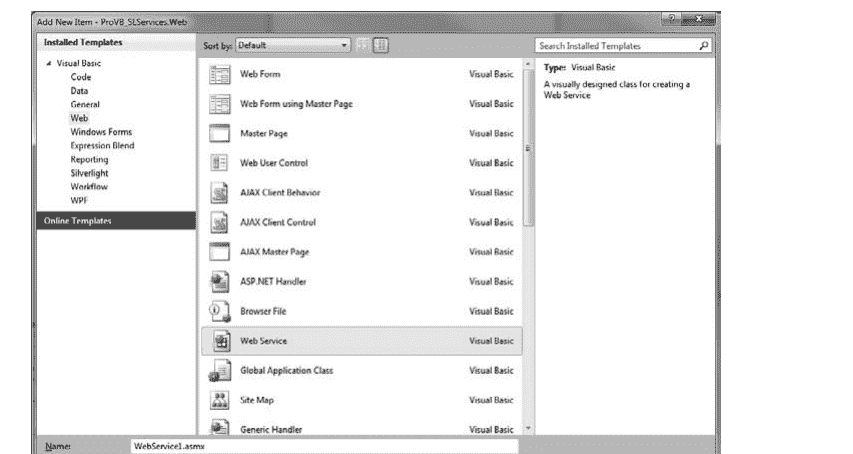 Add New Item - ProVB_SLServices.Web
Installed Templates
Visual Basic
Code
Data
General
Web
Windows Forms
Expression Blend
Reporting
Silverlight
Workflow
WPF
Online Templates
Sort by: Default
Web Form Visual Basic
Web Form using Master Page Visual Basic
Master Page Visual Basic
Web User Control Visual Basic
AJAX Client Behavior Visual Basic
AJAX Client Control Visual Basic
AJAX Master Page Visual Basic
ASP.NET Handler Visual Basic
Browser File Visual Basic
Web Service Visual Basic
Global Application Class Visual Basic
Site Map Visual Basic
Generic Handler Visual Basic
Search Installed Templates
Type: Visual Basic
A visually designed class for creating a
Web Service
Name: WebService1.asmx